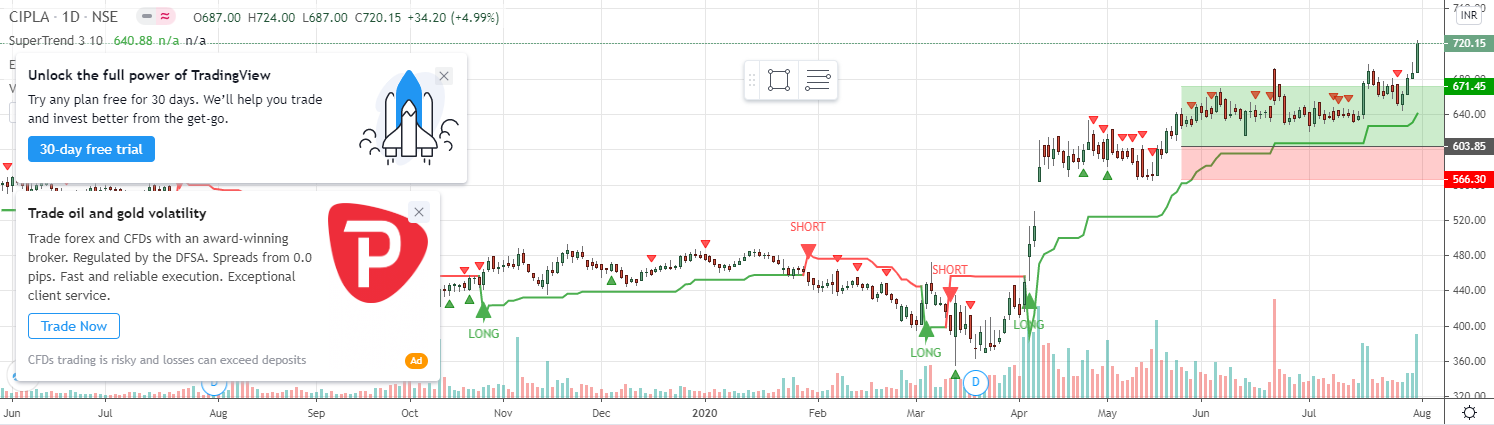 CIPLA · 1D · NSE
O687.00 H724.00 L687.00 C720.15 +34.20 (+4.99%)
INR
SuperTrend 3 10 640.88 n/a n/a
720.15
E
Unlock the full power of TradingView
Try any plan free for 30 days. We'll help you trade
and invest better from the get-go.
30-day free trial
V
671.45
640.00
603.85
566.30
Trade oil and gold volatility
Trade forex and CFDs with an award-winning
broker. Regulated by the DFSA. Spreads from 0.0
pips. Fast and reliable execution. Exceptional
client service.
P
Trade Now
CFDs trading is risky and losses can exceed deposits
Ad
SHORT
SHORT
LONG
LONG
LONG
520.00
480.00
440.00
400.00
360.00
320.00
D
D
Jun Jul Aug Sep Oct Nov Dec 2020 Feb Mar Apr May Jun Jul Aug